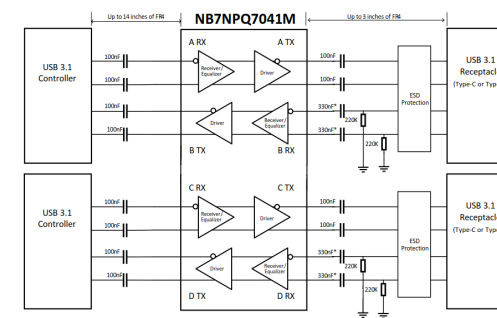 Up to 14 inches of FR4
NB7NPQ7041M
Up to 3 inches of FR4
A RX
A TX
USB 3.1
Controller
100nF
100nF
Receiver/
Equalizer
Driver
100nF
100nF
USB 3.1
Receptacl
(Type-C or Typ
ESD
Protection
100nF
100nF
Driver
Receiver/
Equalizer
330nF*
330nF*
220K
220K
B TX
B RX
C RX
C TX
USB 3.1
Controller
100nF
100nF
Receiver/
Equalizer
Driver
100nF
100nF
USB 3.1
Receptacl
(Type-C or Typ
ESD
Protection
100nF
100nF
Driver
Receiver/
Equalizer
330nF*
330nF*
220K
220K
D TX
D RX